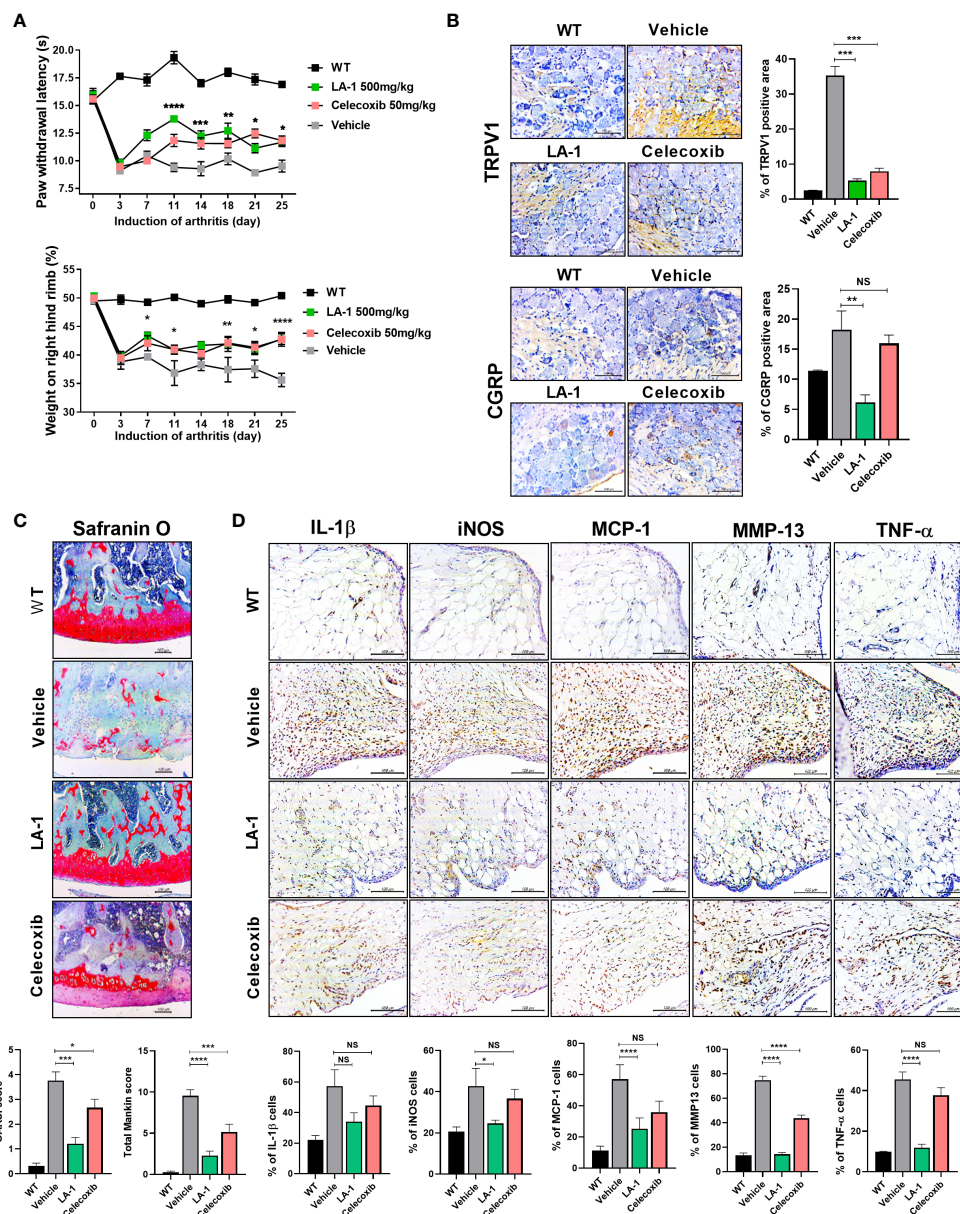 A
Paw withdrawal latency (s)
20.0
17.5
15.0
12.5
10.0
7.5
**** *** ** * *
0 3 7 11 14 18 21 25
Induction of arthritis (day)
WT
LA-1 500mg/kg
Celecoxib 50mg/kg
Vehicle
Weight on right hind rimb (%)
55
50
45
40
35
30
* * ** * ****
0 3 7 11 14 18 21 25
Induction of arthritis (day)
WT
LA-1 500mg/kg
Celecoxib 50mg/kg
Vehicle
B
TRPV1
WT Vehicle
LA-1 Celecoxib
% of TRPV1 positive area
40
30
20
10
0
***
***
WT Vehicle LA-1 Celecoxib
CGRP
WT Vehicle
LA-1 Celecoxib
% of CGRP positive area
25
20
15
10
5
0
NS
**
WT Vehicle LA-1 Celecoxib
C
Safranin O
WT
Vehicle
LA-1
Celecoxib
D
IL-1β iNOS MCP-1 MMP-13 TNF-α
WT
Vehicle
LA-1
Celecoxib
5
4
3
2
1
0
*
***
WT Vehicle LA-1 Celecoxib
Total Mankin score
15
10
5
0
***
****
WT Vehicle LA-1 Celecoxib
% of IL-1β cells
80
60
40
20
0
NS
NS
WT Vehicle LA-1 Celecoxib
% of iNOS cells
60
40
20
0
NS
*
WT Vehicle LA-1 Celecoxib
% of MCP-1 cells
80
60
40
20
0
NS
****
WT Vehicle LA-1 Celecoxib
% of MMP13 cells
100
80
60
40
20
0
****
****
WT Vehicle LA-1 Celecoxib
% of TNF-α cells
60
40
20
0
NS
****
WT Vehicle LA-1 Celecoxib